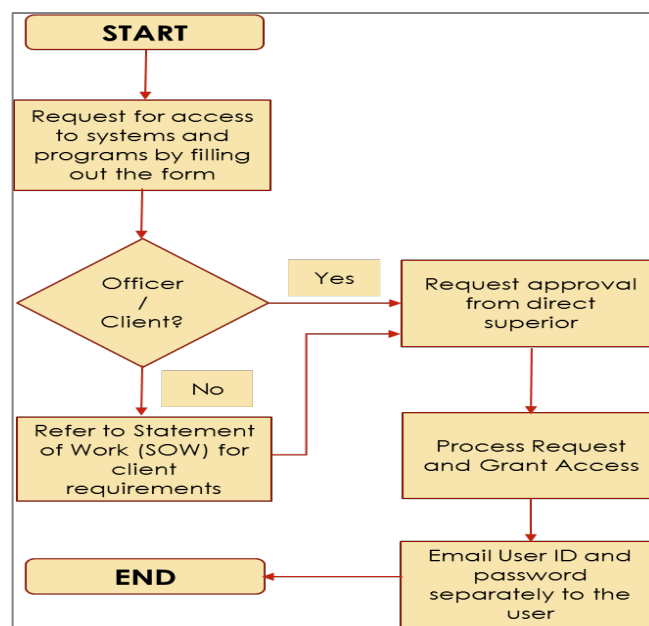 START
Request for access
to systems and
programs by filling
out the form
Officer
/
Client?
Yes
Request approval
from direct
superior
No
Refer to Statement
of Work (SOW) for
client
requirements
Process Request
and Grant Access
Email User ID and
password
separately to the
user
END